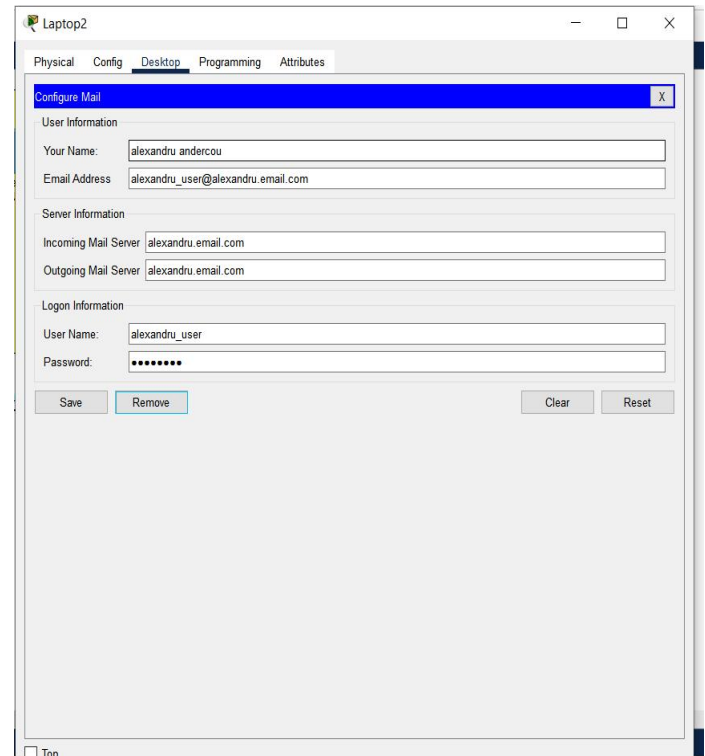 Laptop2
Physical Config Desktop Programming Attributes
Configure Mail X
User Information
Your Name: alexandru andercou
Email Address alexandru_user@alexandru.email.com
Server Information
Incoming Mail Server alexandru.email.com
Outgoing Mail Server alexandru.email.com
Logon Information
User Name: alexandru_user
Password: ••••••••
Save Remove Clear Reset
Top